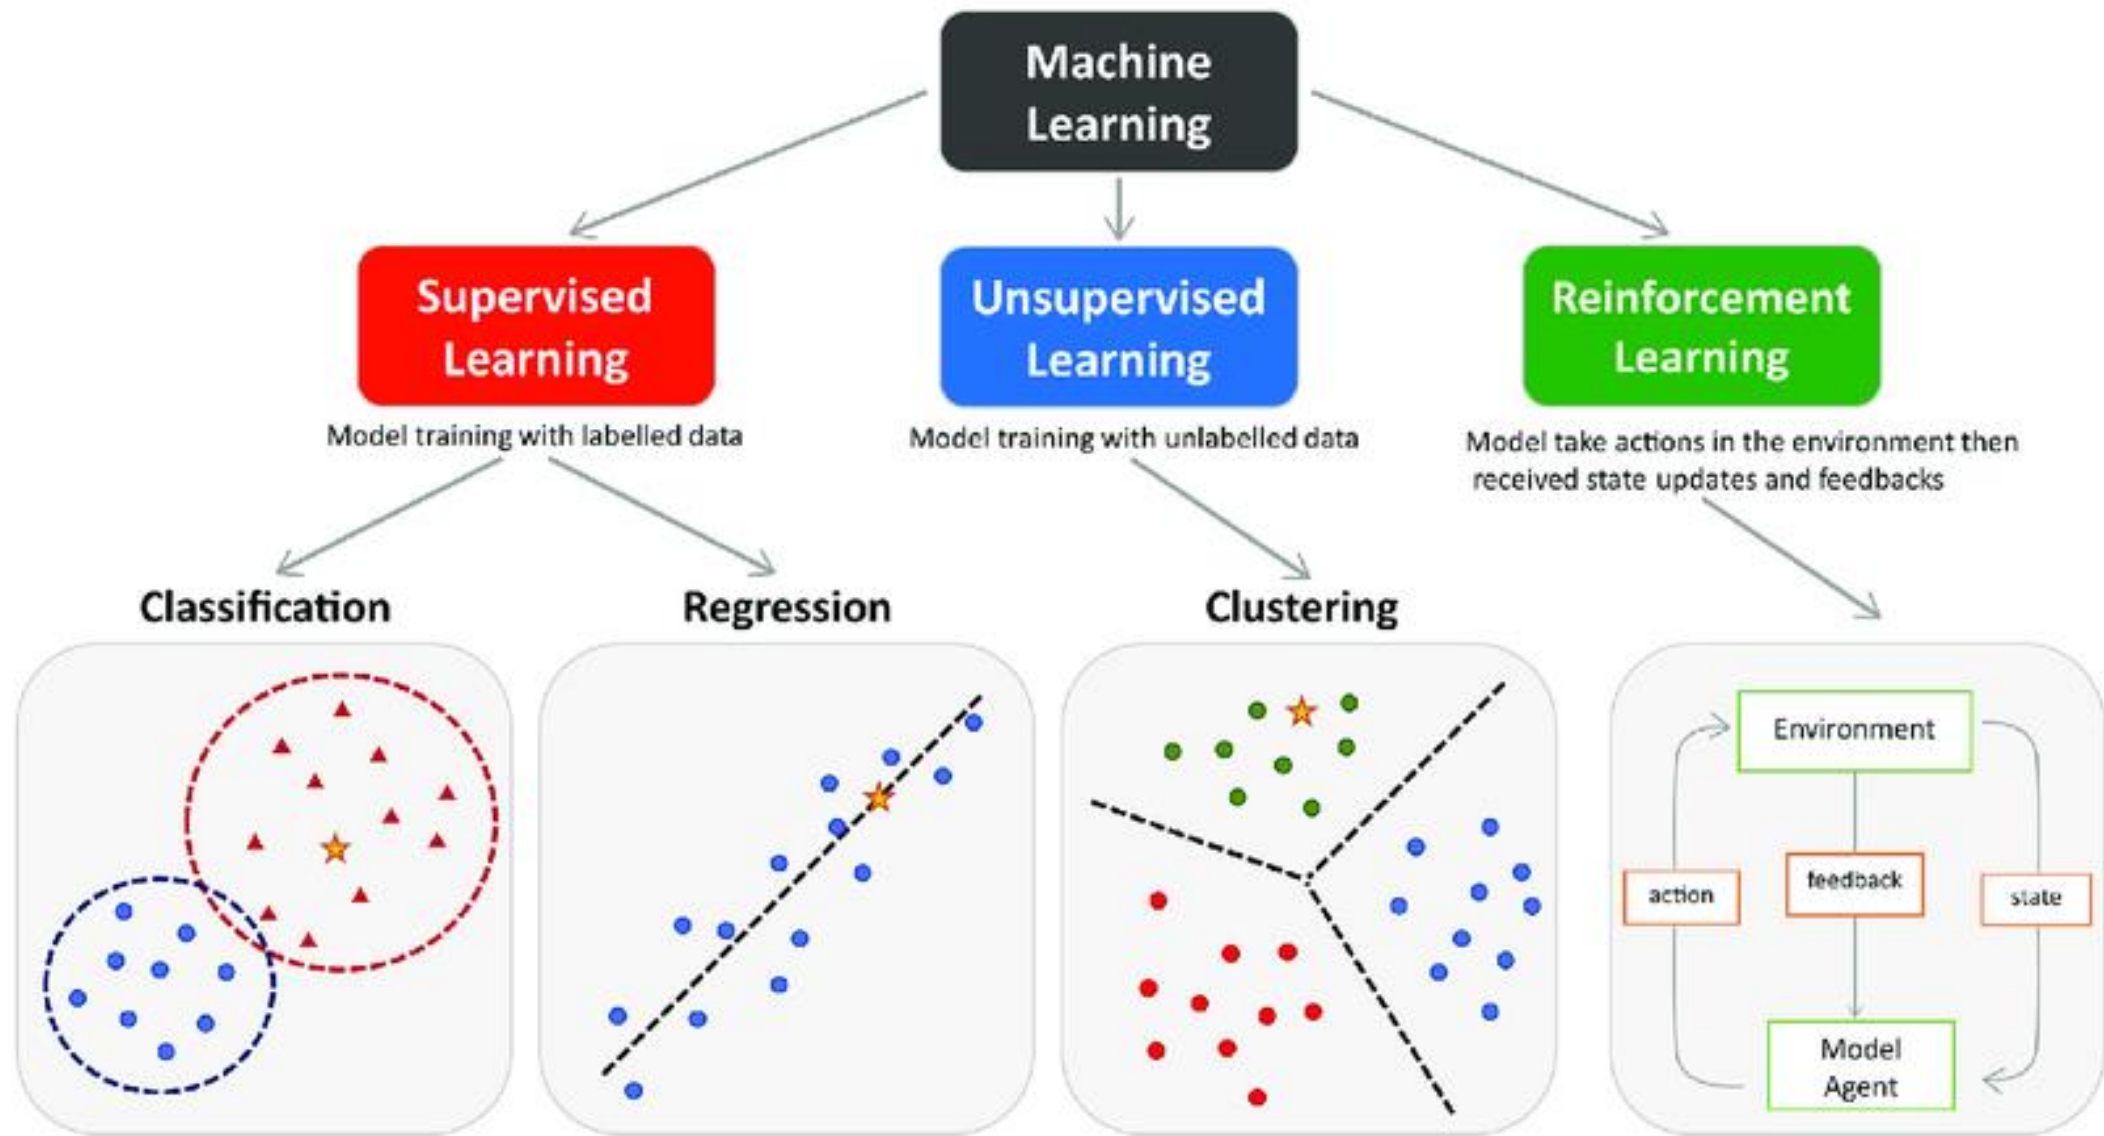 Machine
Learning
Supervised
Learning
Unsupervised
Learning
Reinforcement
Learning
Model training with labelled data
Model training with unlabelled data
Model take actions in the environment then
received state updates and feedbacks
Classification
Regression
Clustering
Environment
action
feedback
state
Model
Agent